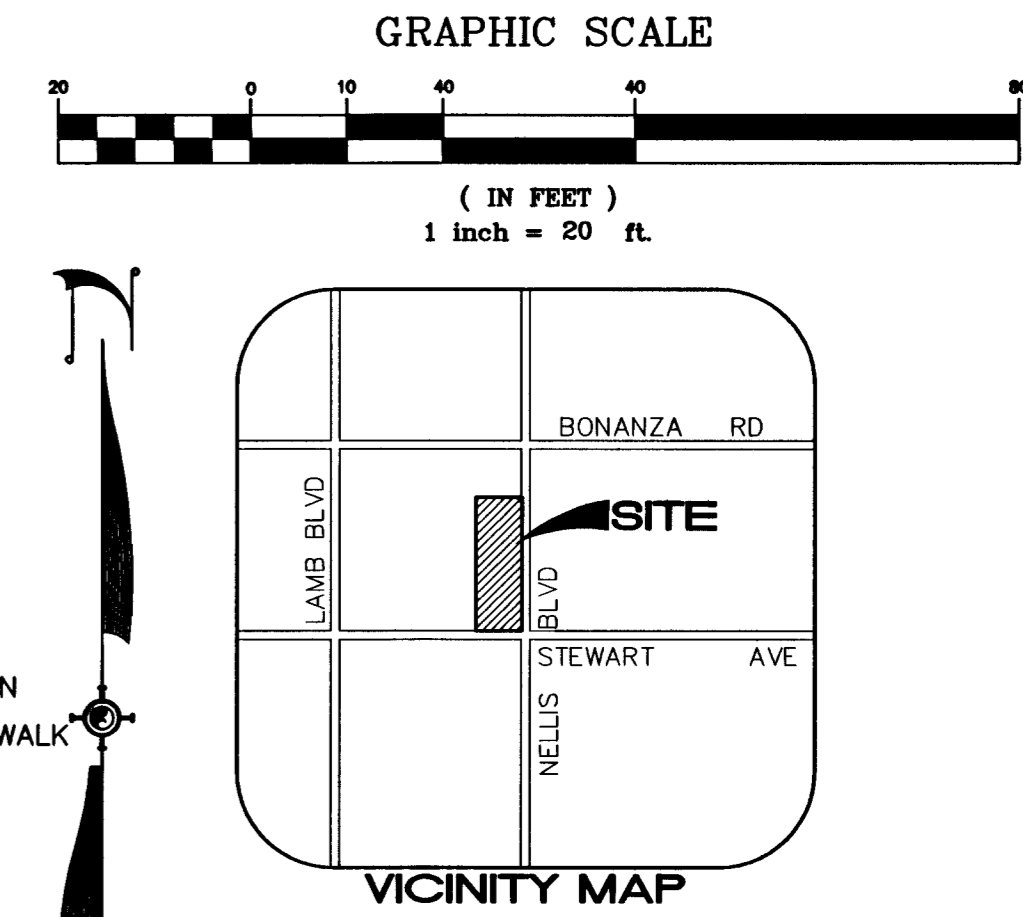 GRAPHIC SCALE
20 0 10 40 40 80
( IN FEET )
1 inch = 20 ft.
N
BONANZA RD
LAMB BLVD
SITE
BLVD
STEWART AVE
NELLIS
N
WALK
VICINITY MAP